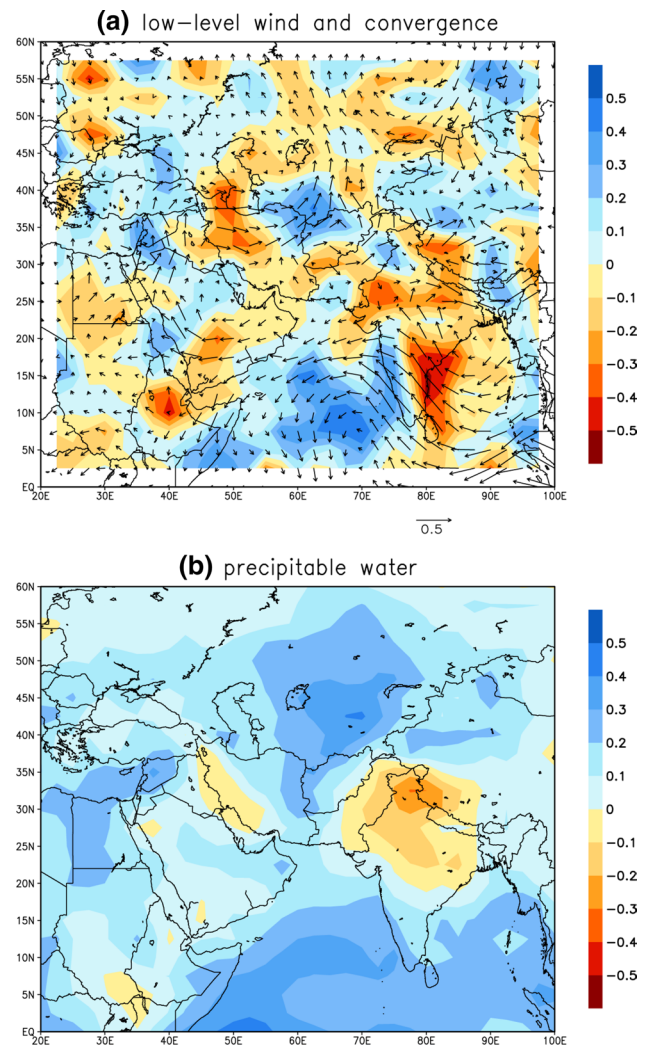 (a) low-level wind and convergence
60N
55N
50N
45N
40N
35N
30N
25N
20N
15N
10N
5N
EQ
20E 30E 40E 50E 60E 70E 80E 90E 100E
0.5
0.4
0.3
0.2
0.1
0
-0.1
-0.2
-0.3
-0.4
-0.5
0.5
(b) precipitable water
60N
55N
50N
45N
40N
35N
30N
25N
20N
15N
10N
5N
EQ
20E 30E 40E 50E 60E 70E 80E 90E 100E
0.5
0.4
0.3
0.2
0.1
0
-0.1
-0.2
-0.3
-0.4
-0.5